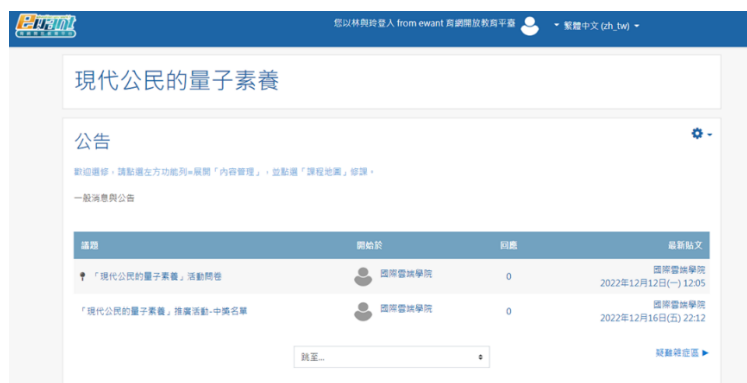 ewant
您以林與玲登入 from ewant 育網開放教育平臺
繁體中文 (zh_tw)
現代公民的量子素養
公告
歡迎選修,請點選左方功能列≡展開「內容管理」,並點選「課程地圖」修課。
一般消息與公告
議題 開始於 回應 最新貼文
「現代公民的量子素養」活動問卷 國際雲端學院 0 國際雲端學院
2022年12月12日(一) 12:05
「現代公民的量子素養」推廣活動-中獎名單 國際雲端學院 0 國際雲端學院
2022年12月16日(五) 22:12
跳至...
疑難雜症區 ▶